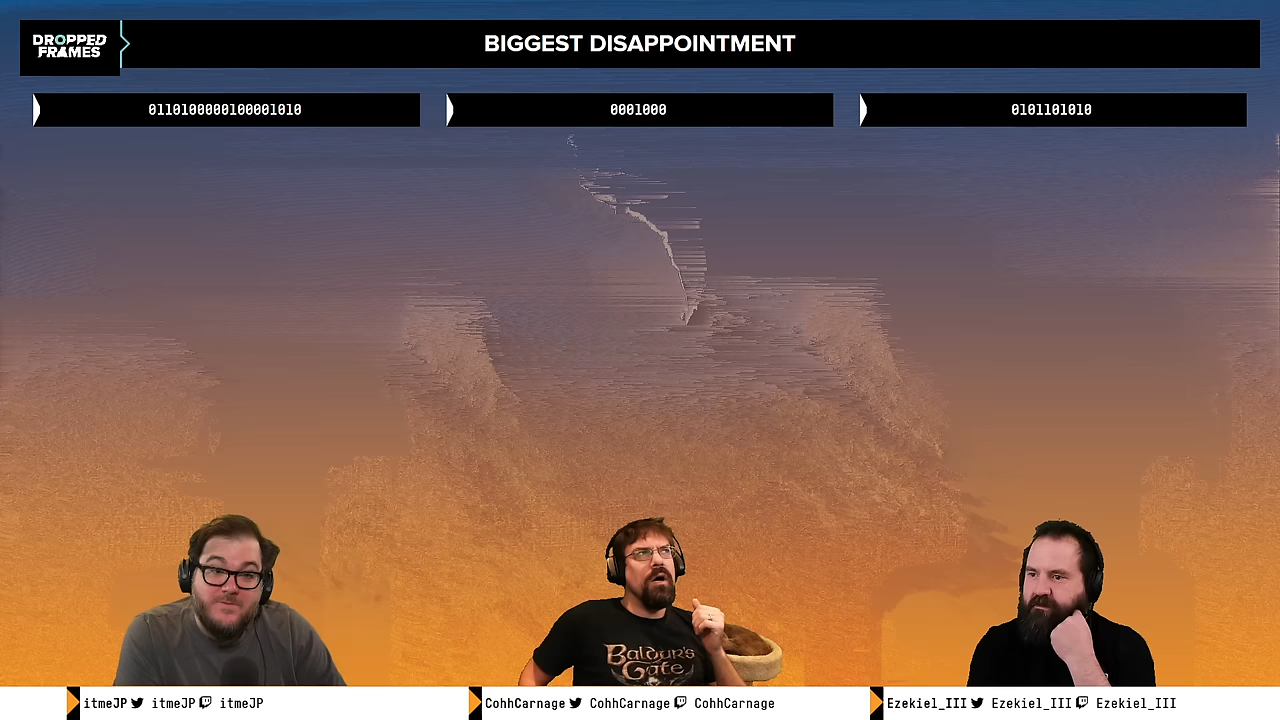 DROPPED
FRAMES
BIGGEST DISAPPOINTMENT
0110100000100001010
0001000
0101101010
Baldur's
Gate
itmeJP itmeJP itmeJP
CohhCarnage CohhCarnage CohhCarnage
Ezekiel_III Ezekiel_III Ezekiel_III